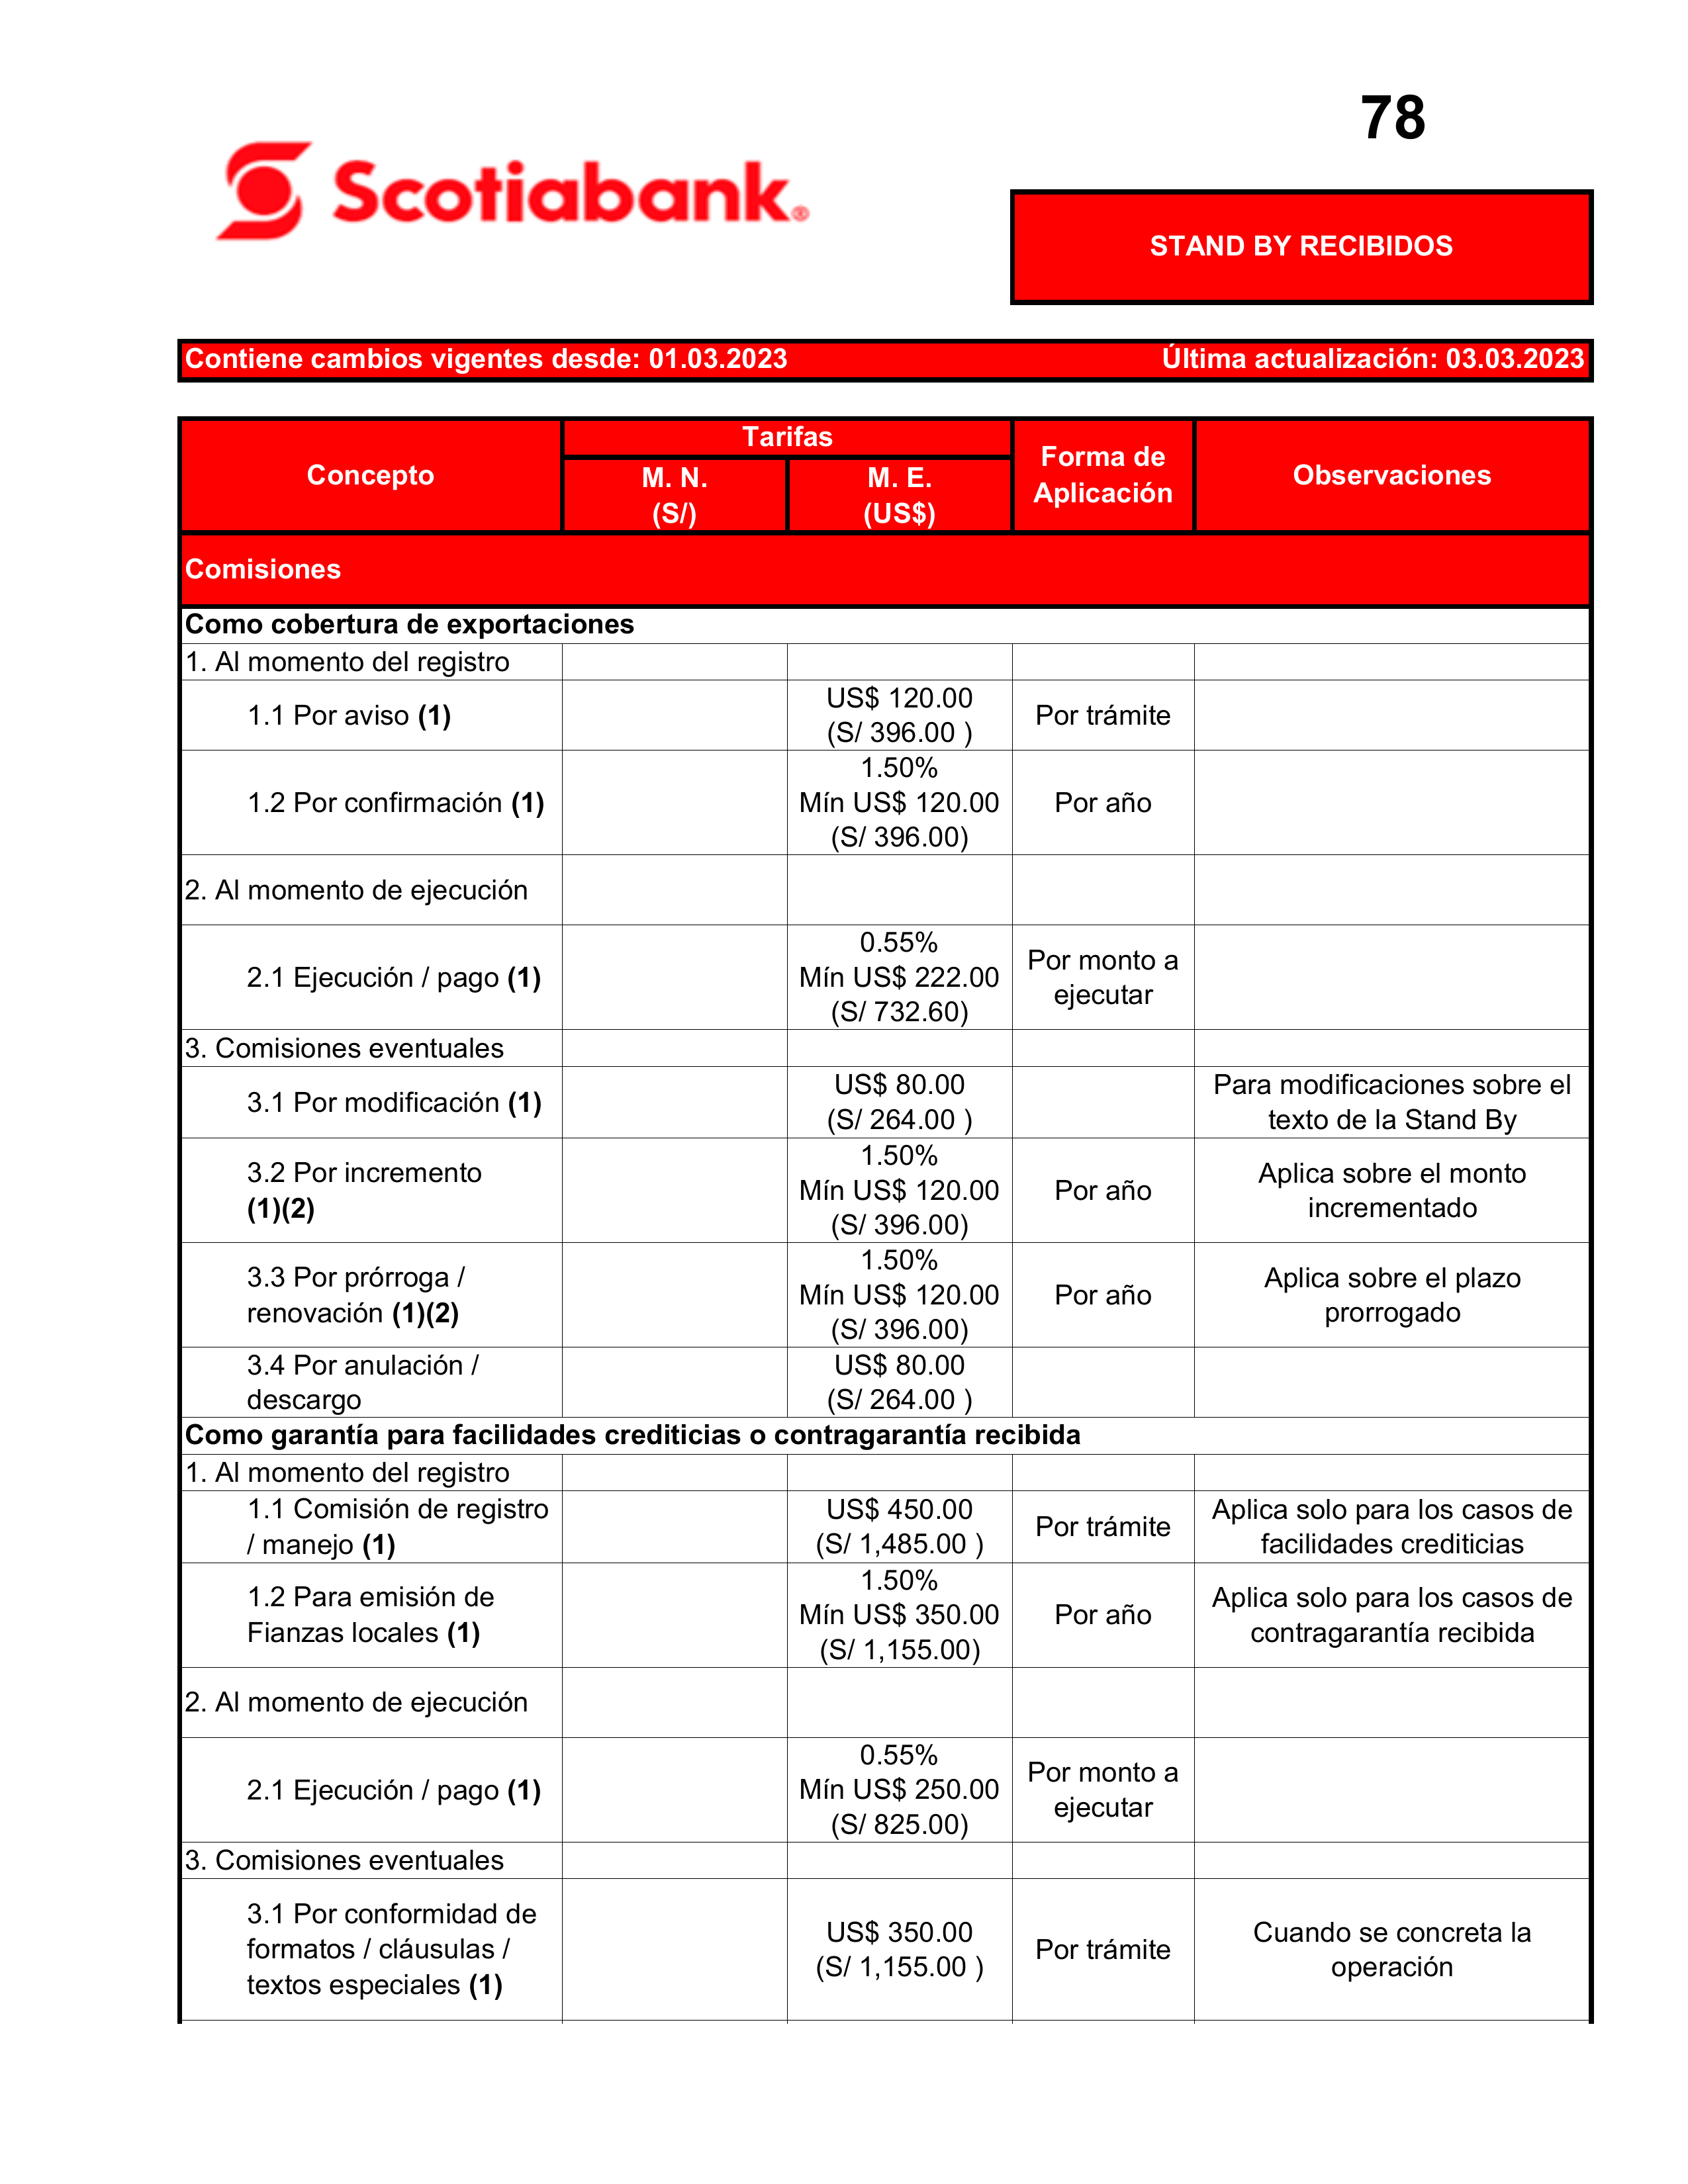 78
Scotiabank®
STAND BY RECIBIDOS
Contiene cambios vigentes desde: 01.03.2023 Última actualización: 03.03.2023
Concepto
Tarifas
M. N.
(S/)
M. E.
(US$)
Forma de
Aplicación
Observaciones
Comisiones
Como cobertura de exportaciones
1. Al momento del registro
1.1 Por aviso (1)
US$ 120.00
(S/ 396.00 )
Por trámite
1.2 Por confirmación (1)
1.50%
Mín US$ 120.00
(S/ 396.00)
Por año
2. Al momento de ejecución
2.1 Ejecución / pago (1)
0.55%
Mín US$ 222.00
(S/ 732.60)
Por monto a
ejecutar
3. Comisiones eventuales
3.1 Por modificación (1)
US$ 80.00
(S/ 264.00 )
Para modificaciones sobre el
texto de la Stand By
3.2 Por incremento
(1)(2)
1.50%
Mín US$ 120.00
(S/ 396.00)
Por año
Aplica sobre el monto
incrementado
3.3 Por prórroga /
renovación (1)(2)
1.50%
Mín US$ 120.00
(S/ 396.00)
Por año
Aplica sobre el plazo
prorrogado
3.4 Por anulación /
descargo
US$ 80.00
(S/ 264.00 )
Como garantía para facilidades crediticias o contragarantía recibida
1. Al momento del registro
1.1 Comisión de registro
/ manejo (1)
US$ 450.00
(S/ 1,485.00 )
Por trámite
Aplica solo para los casos de
facilidades crediticias
1.2 Para emisión de
Fianzas locales (1)
1.50%
Mín US$ 350.00
(S/ 1,155.00)
Por año
Aplica solo para los casos de
contragarantía recibida
2. Al momento de ejecución
2.1 Ejecución / pago (1)
0.55%
Mín US$ 250.00
(S/ 825.00)
Por monto a
ejecutar
3. Comisiones eventuales
3.1 Por conformidad de
formatos / cláusulas /
textos especiales (1)
US$ 350.00
(S/ 1,155.00 )
Por trámite
Cuando se concreta la
operación